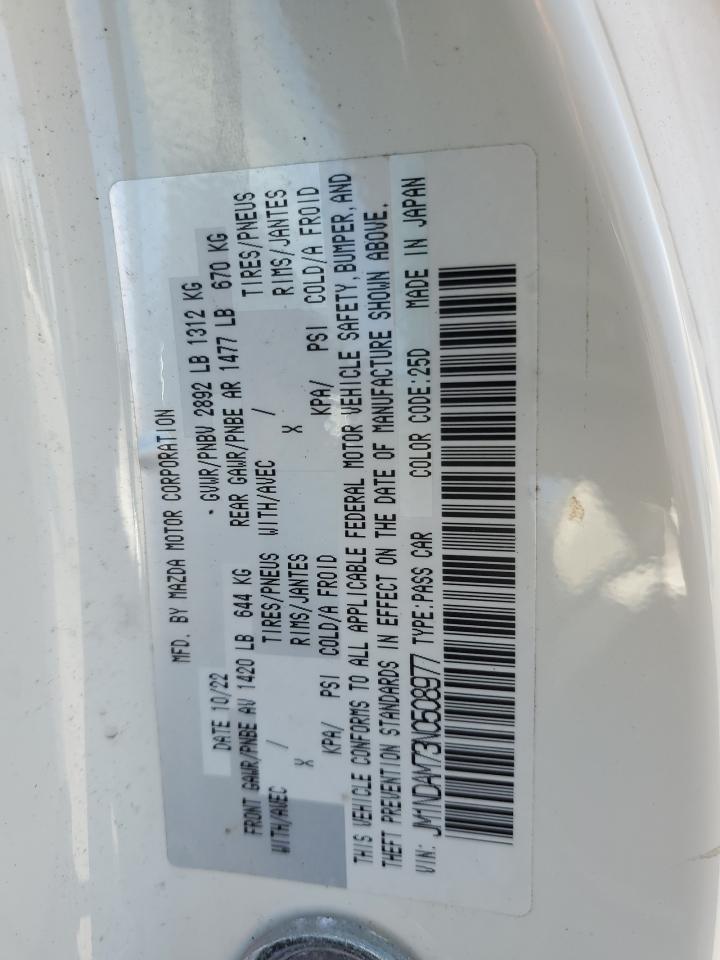 MFD. BY MAZDA MOTOR CORPORATION
DATE 10/22 * GVWR/PNBV 2892 LB 1312 KG
FRONT GAWR/PNBE AV 1420 LB 644 KG REAR GAWR/PNBE AR 1477 LB 670 KG
WITH/AVEC / TIRES/PNEUS WITH/AVEC / TIRES/PNEUS
X RIMS/JANTES X RIMS/JANTES
KPA/ PSI COLD/A FROID KPA/ PSI COLD/A FROID
THIS VEHICLE CONFORMS TO ALL APPLICABLE FEDERAL MOTOR VEHICLE SAFETY, BUMPER, AND
THEFT PREVENTION STANDARDS IN EFFECT ON THE DATE OF MANUFACTURE SHOWN ABOVE.
VIN: JM1NDAM73N0508977 TYPE:PASS CAR COLOR CODE:25D MADE IN JAPAN